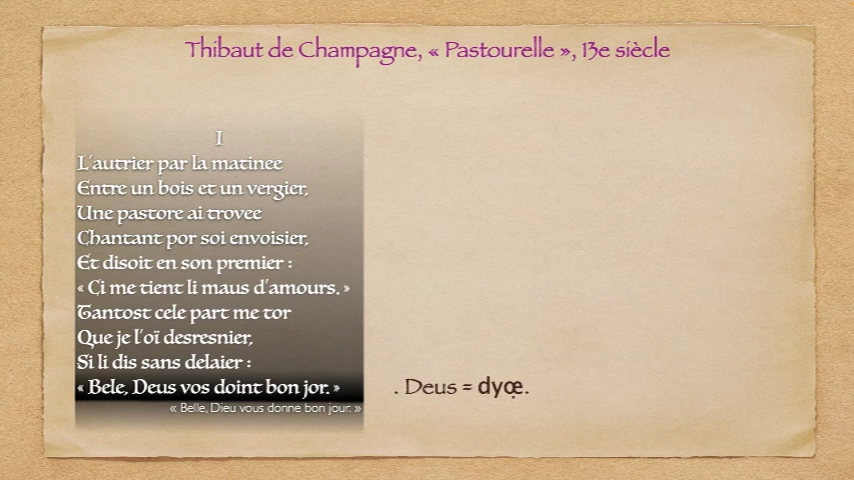 Thibaut de Champagne, « Pastourelle », 13e siècle
I
L'autrier par la matinee
Entre un bois et un vergier,
Une pastore ai trovee
Chantant por soi envoisier,
Et disoit en son premier :
« Ci me tient li maus d'amours. »
Tantost cele part me tor
Que je l'oï desresnier,
Si li dis sans delaier :
« Bele, Deus vos doint bon jor. »
« Belle, Dieu vous donne bon jour. »
. Deus = dyœ̣.